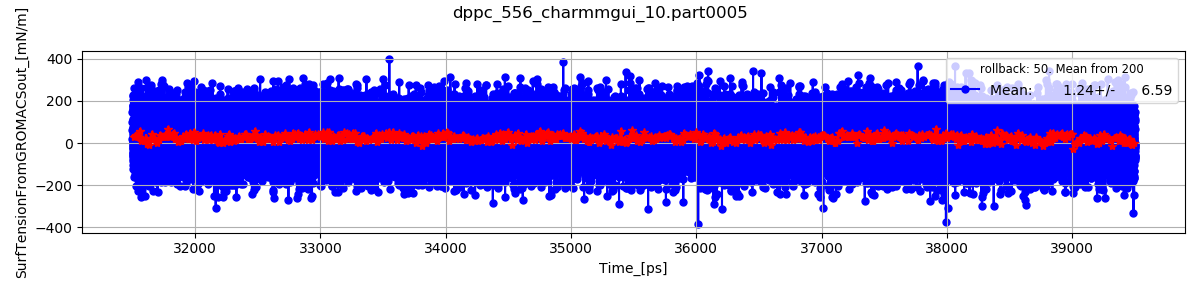 dppc_556_charmmgui_10.part0005
SurfTensionFromGROMACSout_[mN/m]
400
200
0
−200
−400
rollback: 50  Mean from 200
Mean: 1.24+/- 6.59
32000 33000 34000 35000 36000 37000 38000 39000
Time_[ps]